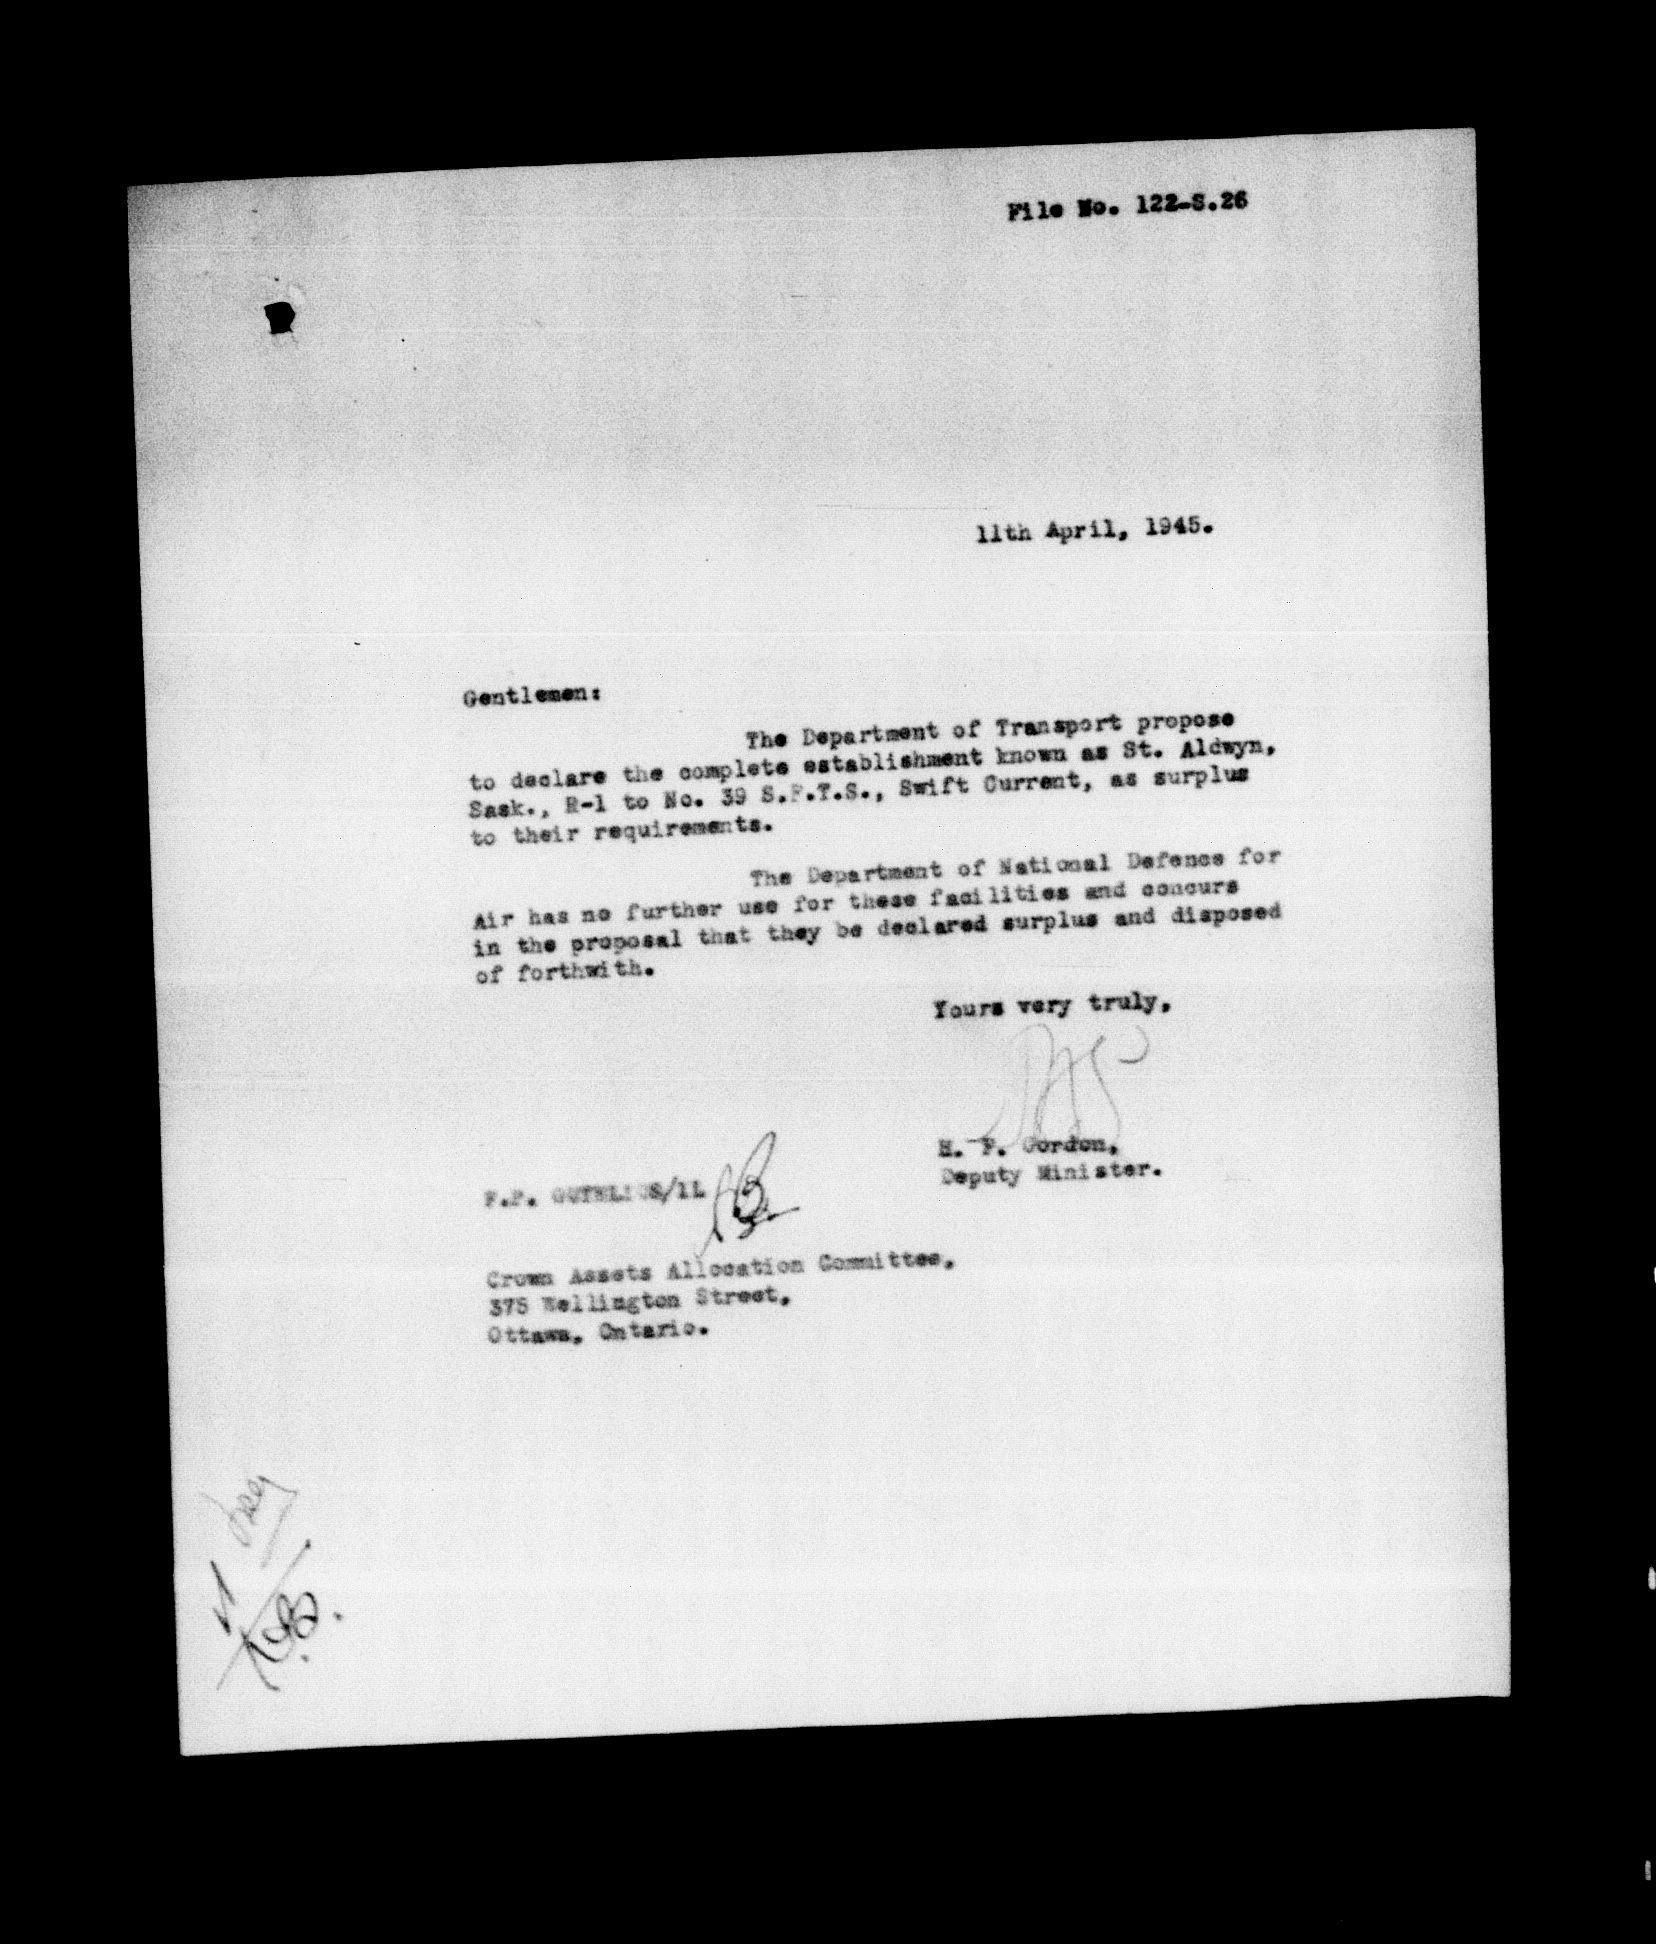 File No. 122-S.26
11th April, 1945.
Gentlemen:
The Department of Transport propose
to declare the complete establishment known as St. Aldwyn,
Sask., R-1 to No. 39 S.F.T.S., Swift Current, as surplus
to their requirements.
The Department of National Defence for
Air has no further use for these facilities and concurs
in the proposal that they be declared surplus and disposed
of forthwith.
Yours very truly,
H. F. Gordon,
Deputy Minister.
F.P. GUTELIUS/IL
Crown Assets Allocation Committee,
375 Wellington Street,
Ottawa, Ontario.